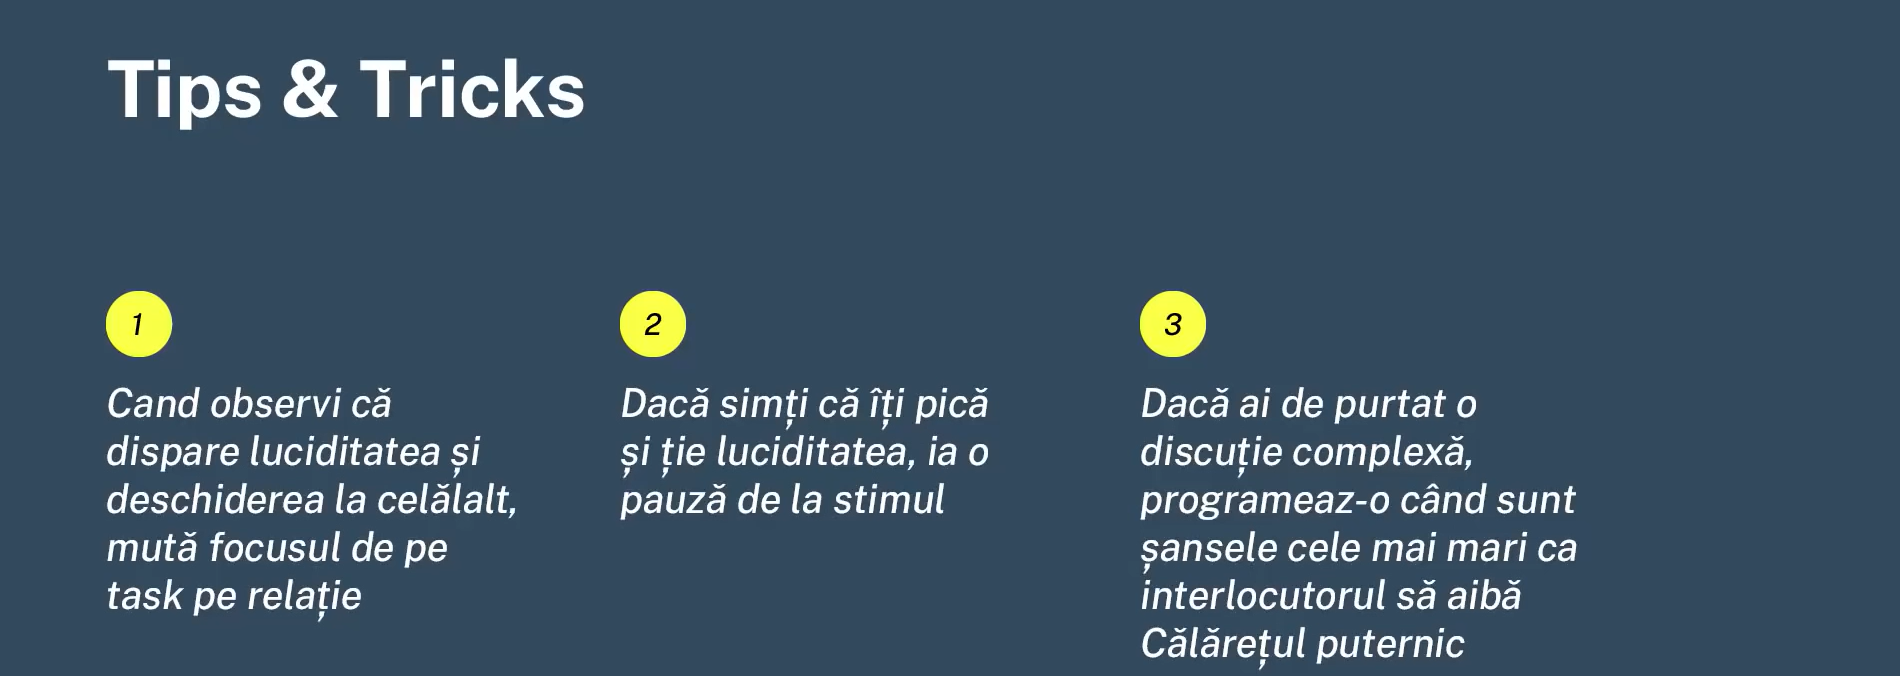 Tips & Tricks
1
Cand observi că
dispare luciditatea și
deschiderea la celălalt,
mută focusul de pe
task pe relație
2
Dacă simți că îți pică
și ție luciditatea, ia o
pauză de la stimul
3
Dacă ai de purtat o
discuție complexă,
programeaz-o când sunt
șansele cele mai mari ca
interlocutorul să aibă
Călărețul puternic